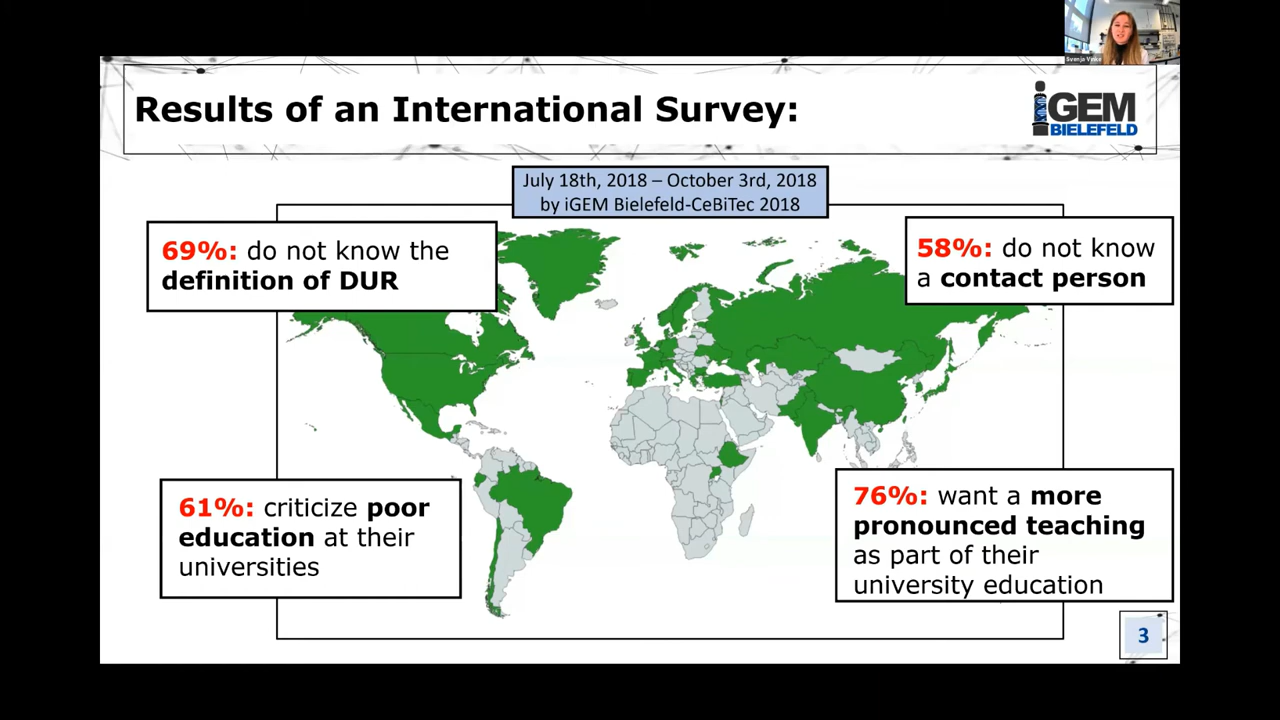 Svenja Vinke
Results of an International Survey:
iGEM
BIELEFELD
July 18th, 2018 – October 3rd, 2018
by iGEM Bielefeld-CeBiTec 2018
69%: do not know the
definition of DUR
58%: do not know
a contact person
61%: criticize poor
education at their
universities
76%: want a more
pronounced teaching
as part of their
university education
3